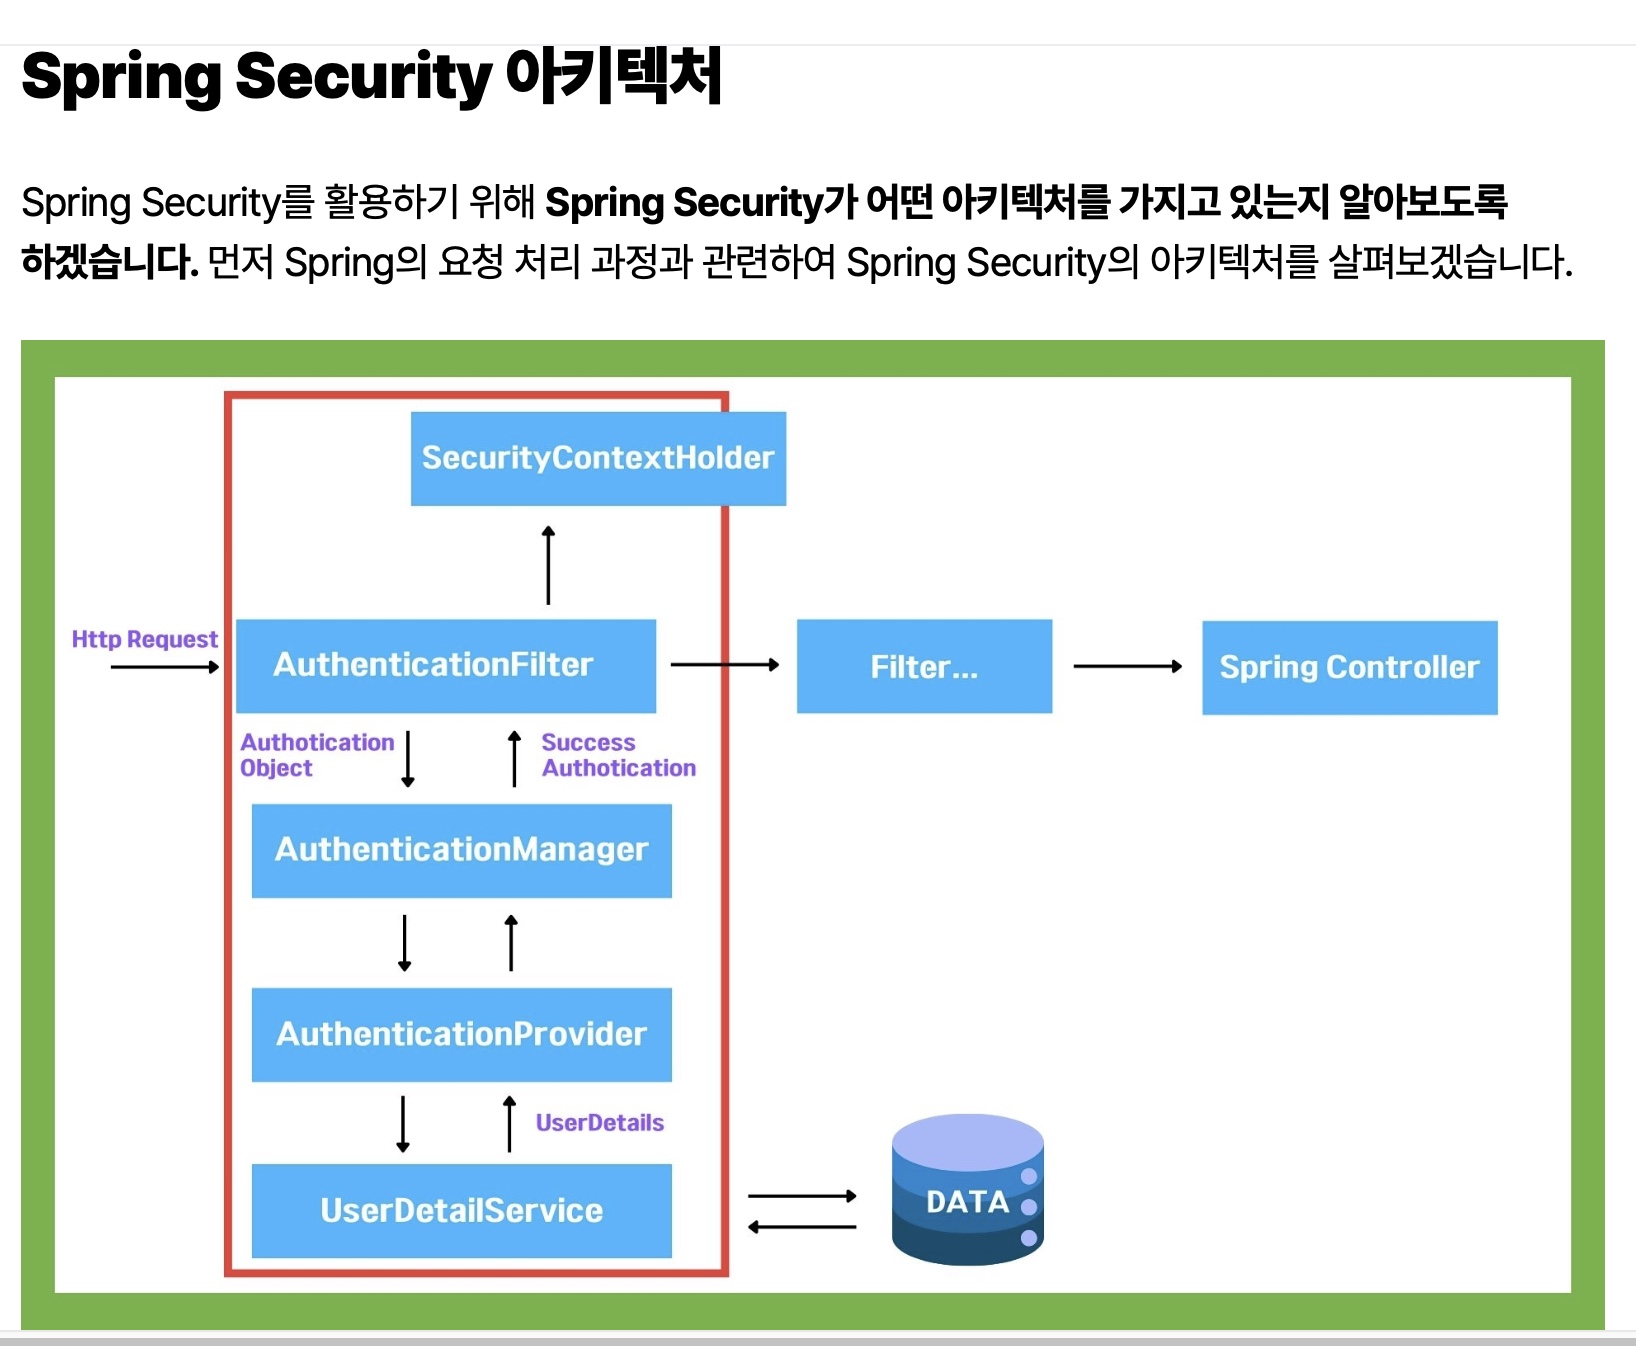 Spring Security 아키텍처
Spring Security를 활용하기 위해 Spring Security가 어떤 아키텍처를 가지고 있는지 알아보도록
하겠습니다. 먼저 Spring의 요청 처리 과정과 관련하여 Spring Security의 아키텍처를 살펴보겠습니다.
SecurityContextHolder
Http Request
AuthenticationFilter
Filter...
Spring Controller
Authotication
Object
Success
Authotication
AuthenticationManager
AuthenticationProvider
UserDetails
UserDetailService
DATA